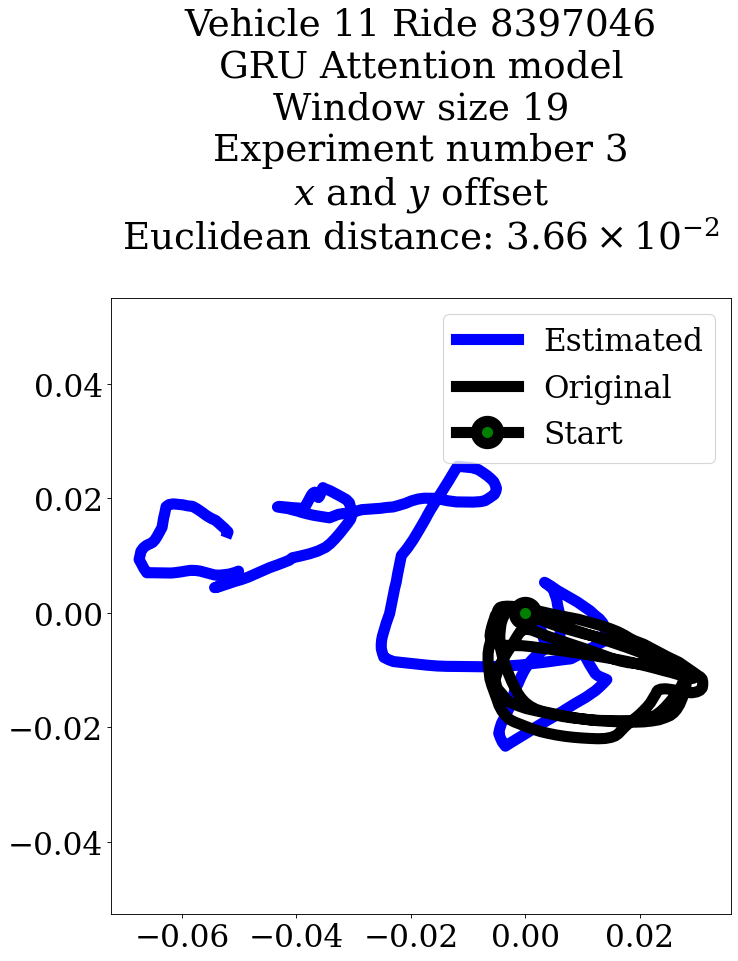 Vehicle 11 Ride 8397046
GRU Attention model
Window size 19
Experiment number 3
x and y offset
Euclidean distance: 3.66 × 10⁻²
Estimated
Original
Start
0.04
0.02
0.00
−0.02
−0.04
−0.06 −0.04 −0.02 0.00 0.02